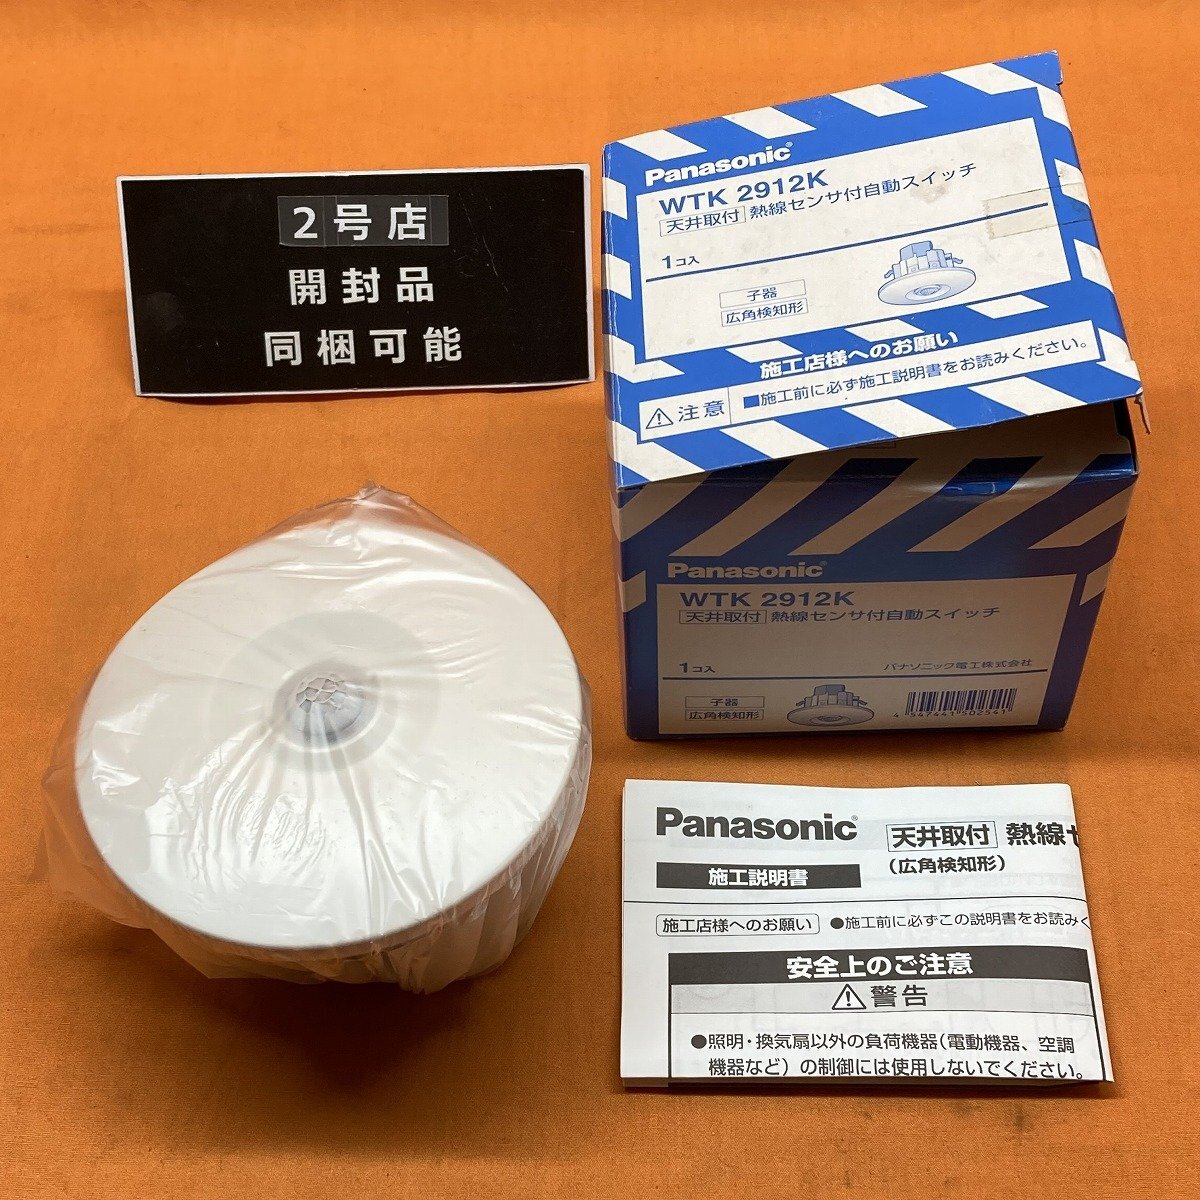 2号店
開封品
同梱可能
Panasonic
WTK 2912K
天井取付 熱線センサ付自動スイッチ
1コ入
子器
広角検知形
施工店様へのお願い
注意 ■施工前に必ず施工説明書をお読みください。
Panasonic
WTK 2912K
天井取付 熱線センサ付自動スイッチ
1コ入 パナソニック電工株式会社
子器
広角検知形
4 547441 502541
Panasonic 天井取付 熱線セ
施工説明書 (広角検知形)
施工店様へのお願い ●施工前に必ずこの説明書をお読みく
安全上のご注意
警告
●照明・換気扇以外の負荷機器(電動機器、空調
機器など)の制御には使用しないでください。